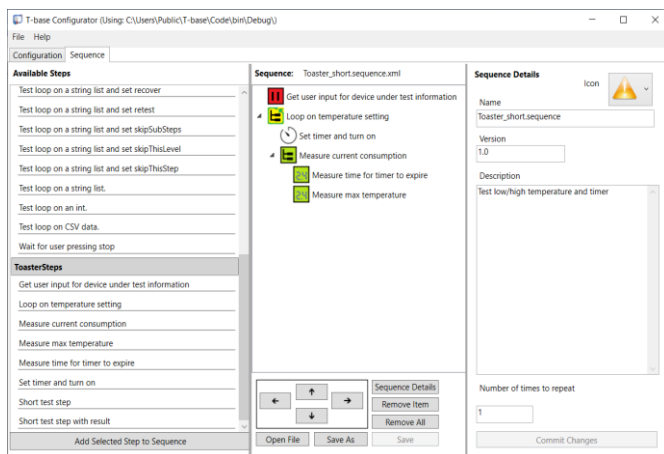 T-base Configurator (Using: C:\Users\Public\T-base\Code\bin\Debug\)
File Help
Configuration Sequence
Available Steps
Test loop on a string list and set recover
Test loop on a string list and set retest
Test loop on a string list and set skipSubSteps
Test loop on a string list and set skipThisLevel
Test loop on a string list and set skipThisStep
Test loop on a string list.
Test loop on an int.
Test loop on CSV data.
Wait for user pressing stop
ToasterSteps
Get user input for device under test information
Loop on temperature setting
Measure current consumption
Measure max temperature
Measure time for timer to expire
Set timer and turn on
Short test step
Short test step with result
Add Selected Step to Sequence
Sequence: Toaster_short.sequence.xml
Get user input for device under test information
Loop on temperature setting
Set timer and turn on
Measure current consumption
24 Measure time for timer to expire
24 Measure max temperature
Sequence Details
Remove Item
Remove All
Open File Save As Save
Sequence Details
Icon
Name
Toaster_short.sequence
Version
1.0
Description
Test low/high temperature and timer
Number of times to repeat
1
Commit Changes